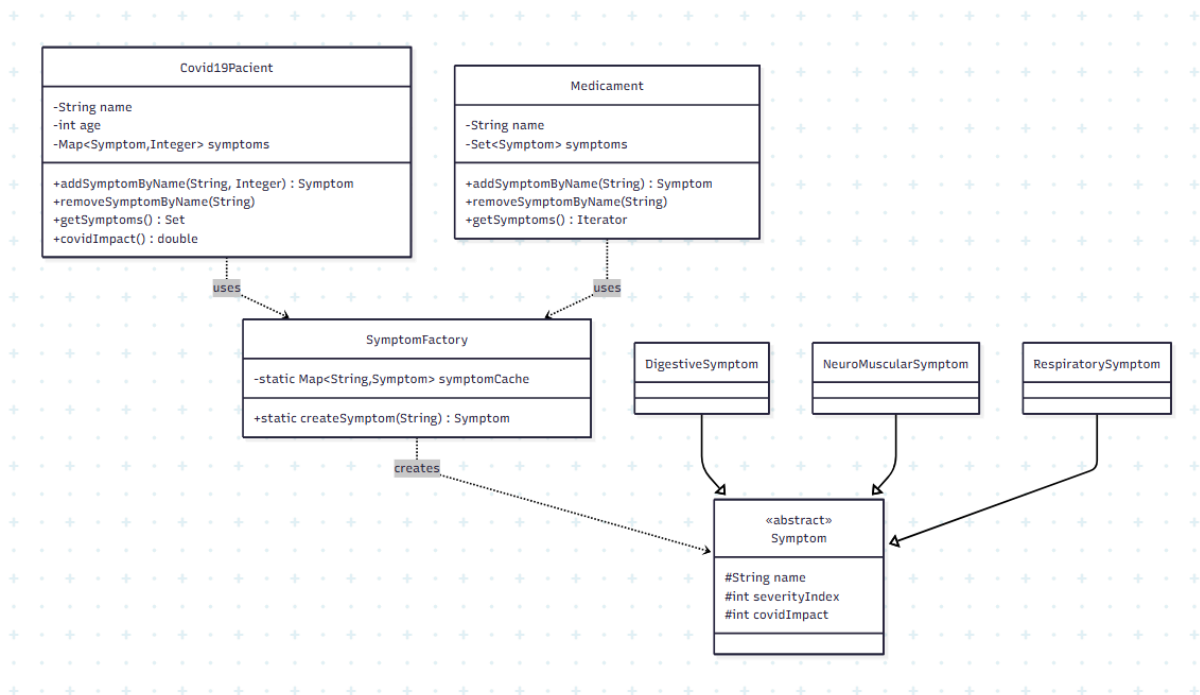 Covid19Pacient
-String name
-int age
-Map<Symptom,Integer> symptoms
+addSymptomByName(String, Integer) : Symptom
+removeSymptomByName(String)
+getSymptoms() : Set
+covidImpact() : double
Medicament
-String name
-Set<Symptom> symptoms
+addSymptomByName(String) : Symptom
+removeSymptomByName(String)
+getSymptoms() : Iterator
uses
uses
SymptomFactory
-static Map<String,Symptom> symptomCache
+static createSymptom(String) : Symptom
DigestiveSymptom
NeuroMuscularSymptom
RespiratorySymptom
creates
«abstract»
Symptom
#String name
#int severityIndex
#int covidImpact